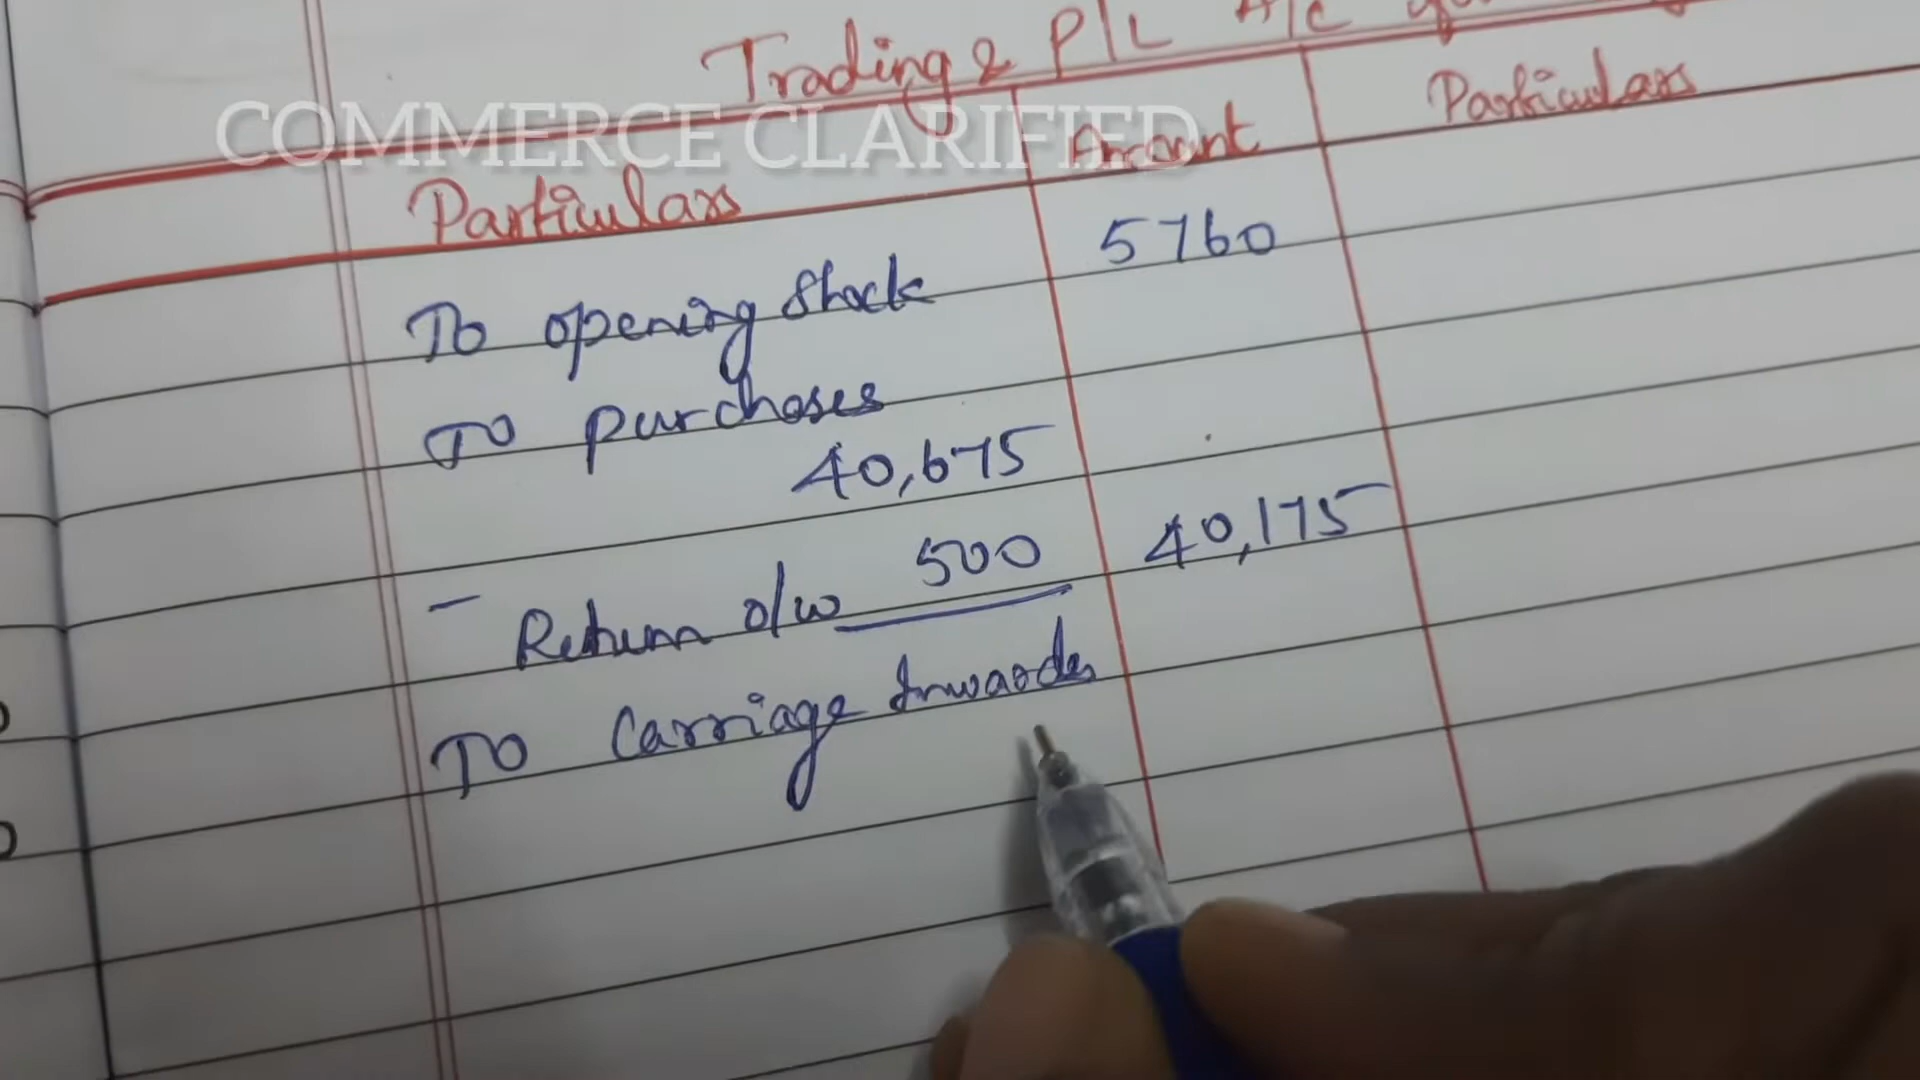 Trading & P/L A/c
COMMERCE CLARIFIED
Particulars Amount Particulars
To opening Stock 5760
To purchases
40,675
- Return o/w 500 40,175
To Carriage Inwards